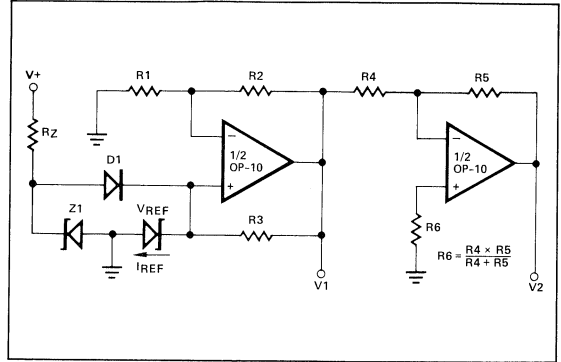 V+
R1
R2
R4
R5
RZ
D1
−
1/2
OP-10
+
−
1/2
OP-10
+
Z1
VREF
IREF
R3
R6
R6 = R4 × R5
R4 + R5
V1
V2